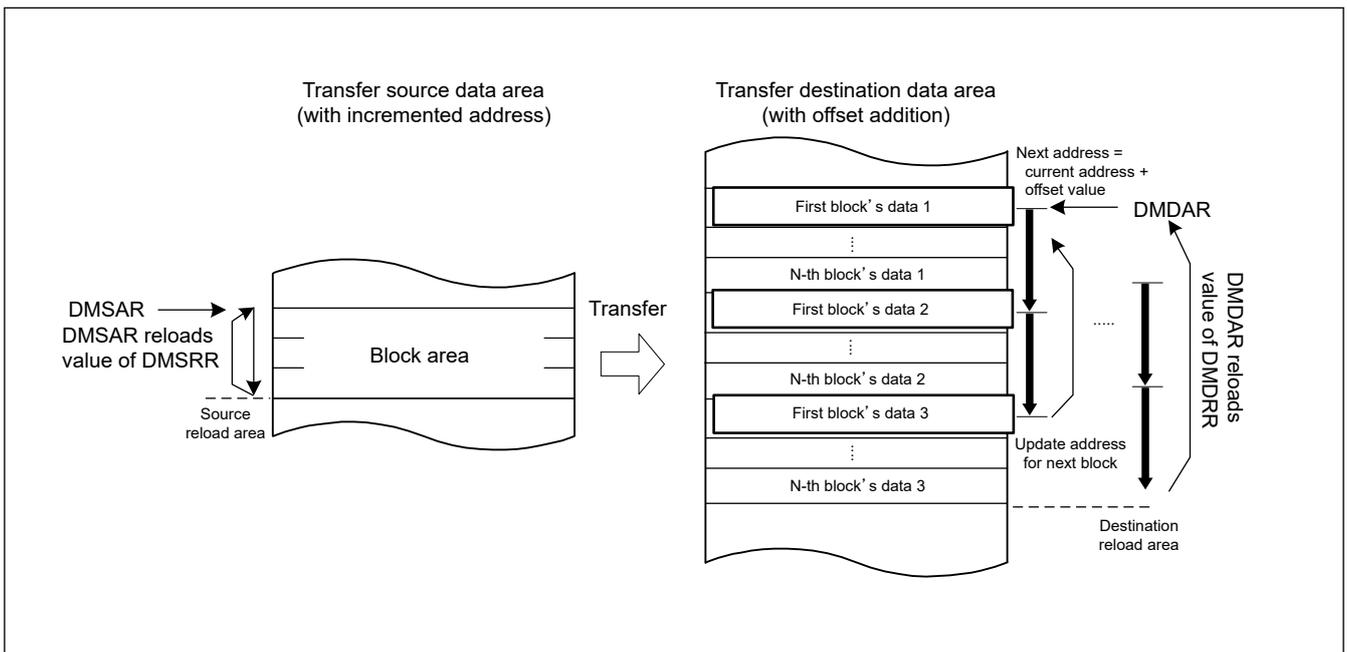 Transfer source data area
(with incremented address)
Transfer destination data area
(with offset addition)
Next address =
current address +
offset value
DMDAR
First block's data 1
N-th block's data 1
First block's data 2
N-th block's data 2
First block's data 3
N-th block's data 3
DMSAR
DMSAR reloads
value of DMSRR
Source
reload area
Block area
Transfer
.....
Update address
for next block
DMDAR reloads
value of DMDRR
Destination
reload area